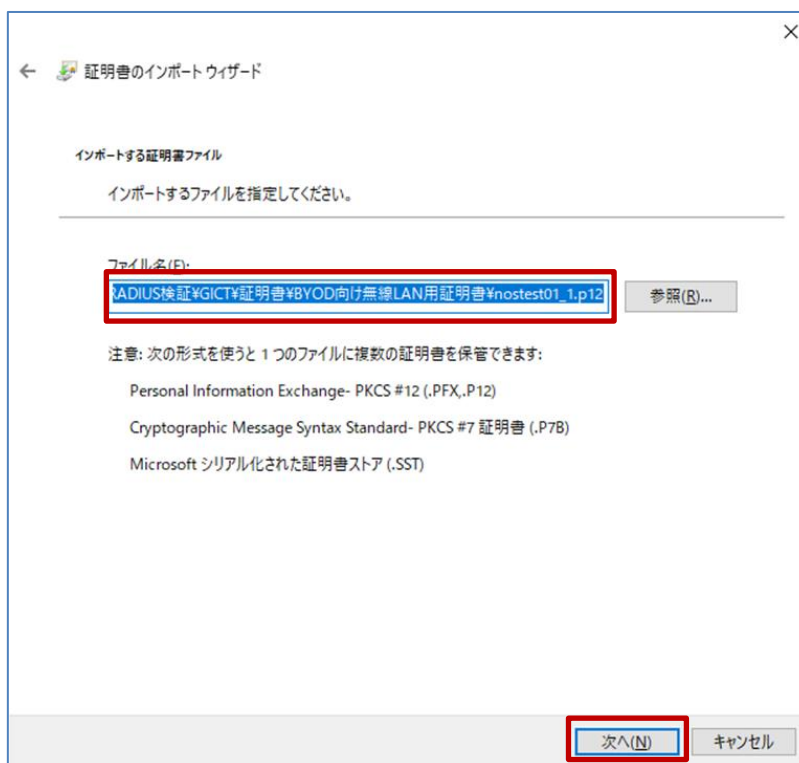 証明書のインポート ウィザード
インポートする証明書ファイル
インポートするファイルを指定してください。
ファイル名(F):
RADIUS検証¥GICT¥証明書¥BYOD向け無線LAN用証明書¥nostest01_1.p12
参照(R)...
注意: 次の形式を使うと 1 つのファイルに複数の証明書を保管できます:
Personal Information Exchange- PKCS #12 (.PFX,.P12)
Cryptographic Message Syntax Standard- PKCS #7 証明書 (.P7B)
Microsoft シリアル化された証明書ストア (.SST)
次へ(N)
キャンセル